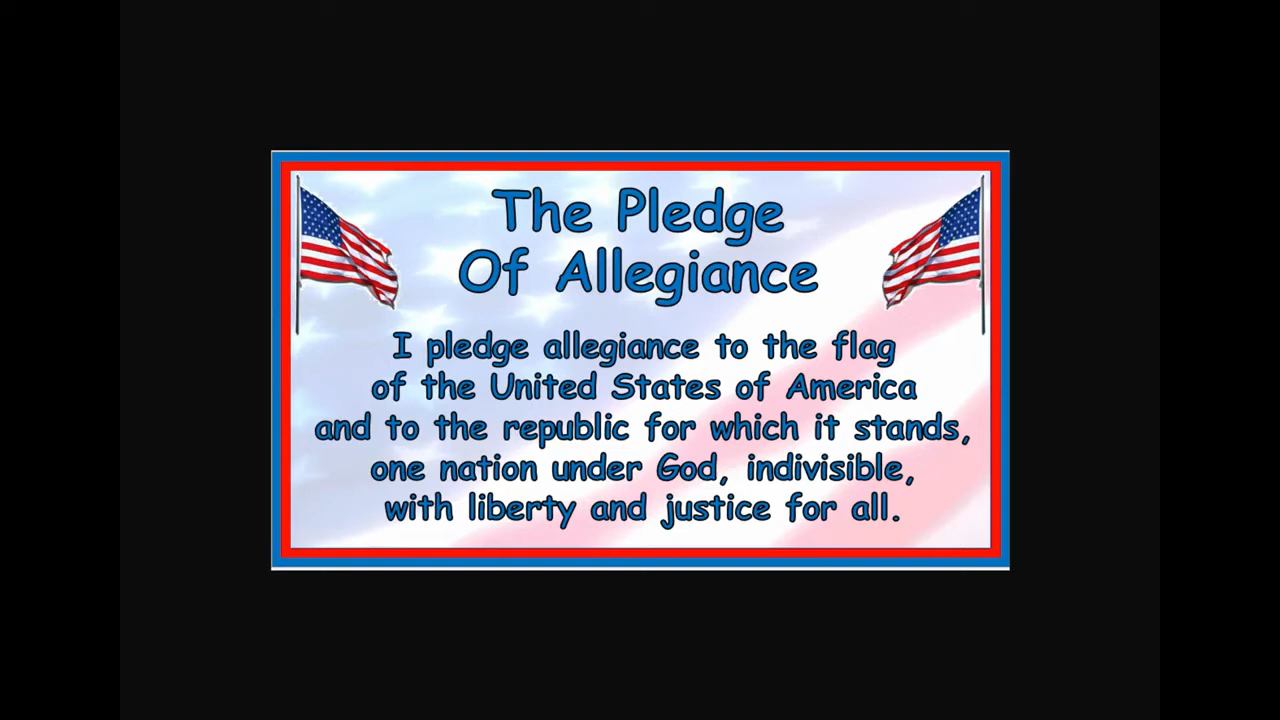 The Pledge
Of Allegiance
I pledge allegiance to the flag
of the United States of America
and to the republic for which it stands,
one nation under God, indivisible,
with liberty and justice for all.